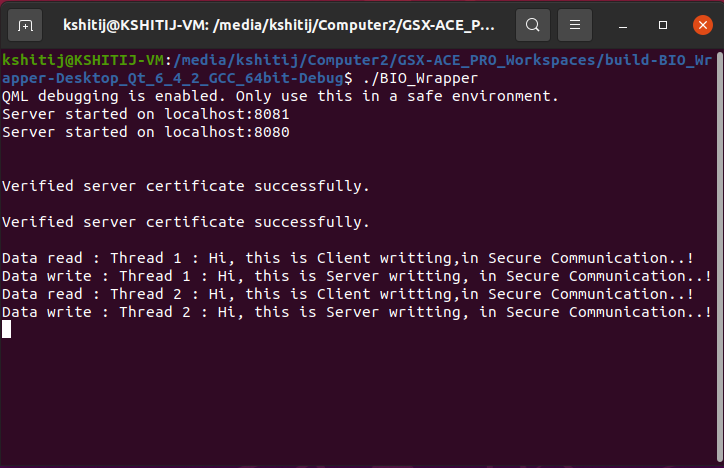 kshitij@KSHITIJ-VM: /media/kshitij/Computer2/GSX-ACE_P...
kshitij@KSHITIJ-VM:/media/kshitij/Computer2/GSX-ACE_PRO_Workspaces/build-BIO_Wr
apper-Desktop_Qt_6_4_2_GCC_64bit-Debug$ ./BIO_Wrapper
QML debugging is enabled. Only use this in a safe environment.
Server started on localhost:8081
Server started on localhost:8080
Verified server certificate successfully.
Verified server certificate successfully.
Data read : Thread 1 : Hi, this is Client writting,in Secure Communication..!
Data write : Thread 1 : Hi, this is Server writting, in Secure Communication..!
Data read : Thread 2 : Hi, this is Client writting,in Secure Communication..!
Data write : Thread 2 : Hi, this is Server writting, in Secure Communication..!